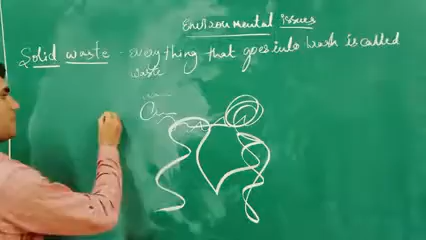 Environmental issues
Solid waste - everything that goes into trash is called
waste